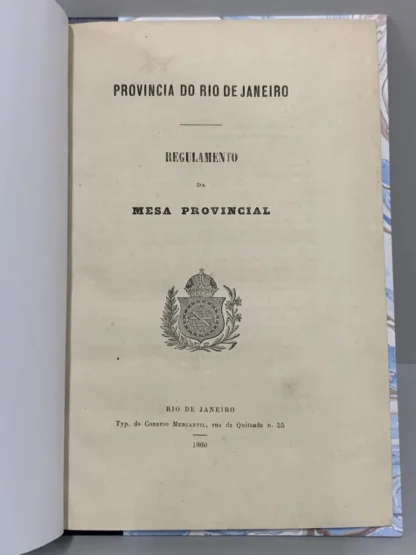 PROVINCIA DO RIO DE JANEIRO
REGULAMENTO
DA
MESA PROVINCIAL
RIO DE JANEIRO
Typ. do Correio Mercantil, rua da Quitanda n. 55
1860